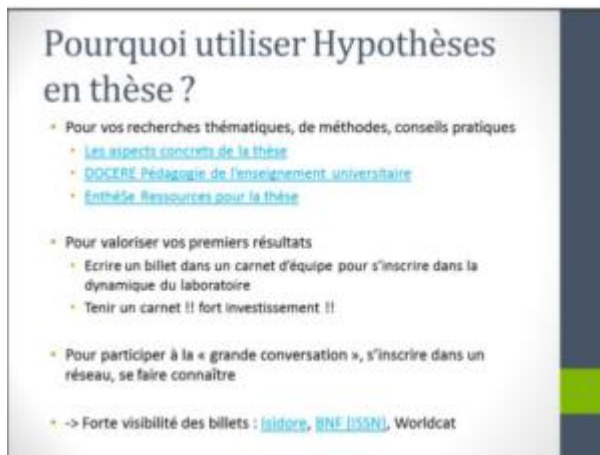 Pourquoi utiliser Hypothèses
en thèse ?
Pour vos recherches thématiques, de méthodes, conseils pratiques
Les aspects concrets de la thèse
DOCERE Pédagogie de l'enseignement universitaire
EnthèSe Ressources pour la thèse
Pour valoriser vos premiers résultats
Ecrire un billet dans un carnet d'équipe pour s'inscrire dans la
dynamique du laboratoire
Tenir un carnet !! fort investissement !!
Pour participer à la « grande conversation », s'inscrire dans un
réseau, se faire connaître
-> Forte visibilité des billets : Isidore, BNF (ISSN), Worldcat